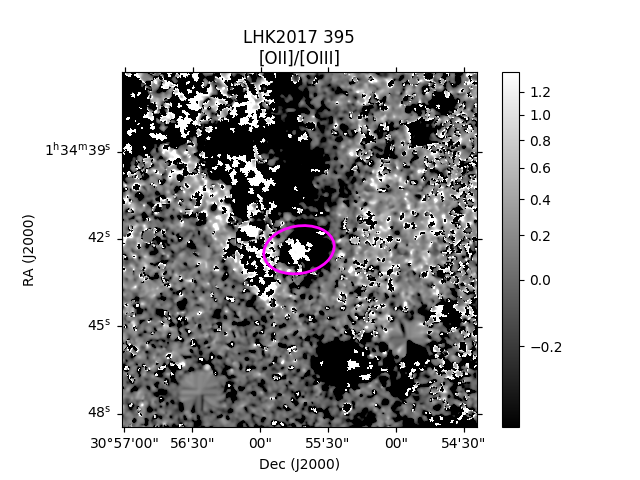 LHK2017 395
[OII]/[OIII]
RA (J2000)
1ʰ34ᵐ39ˢ
42ˢ
45ˢ
48ˢ
30°57'00" 56'30" 00" 55'30" 00" 54'30"
Dec (J2000)
1.2
1.0
0.8
0.6
0.4
0.2
0.0
−0.2